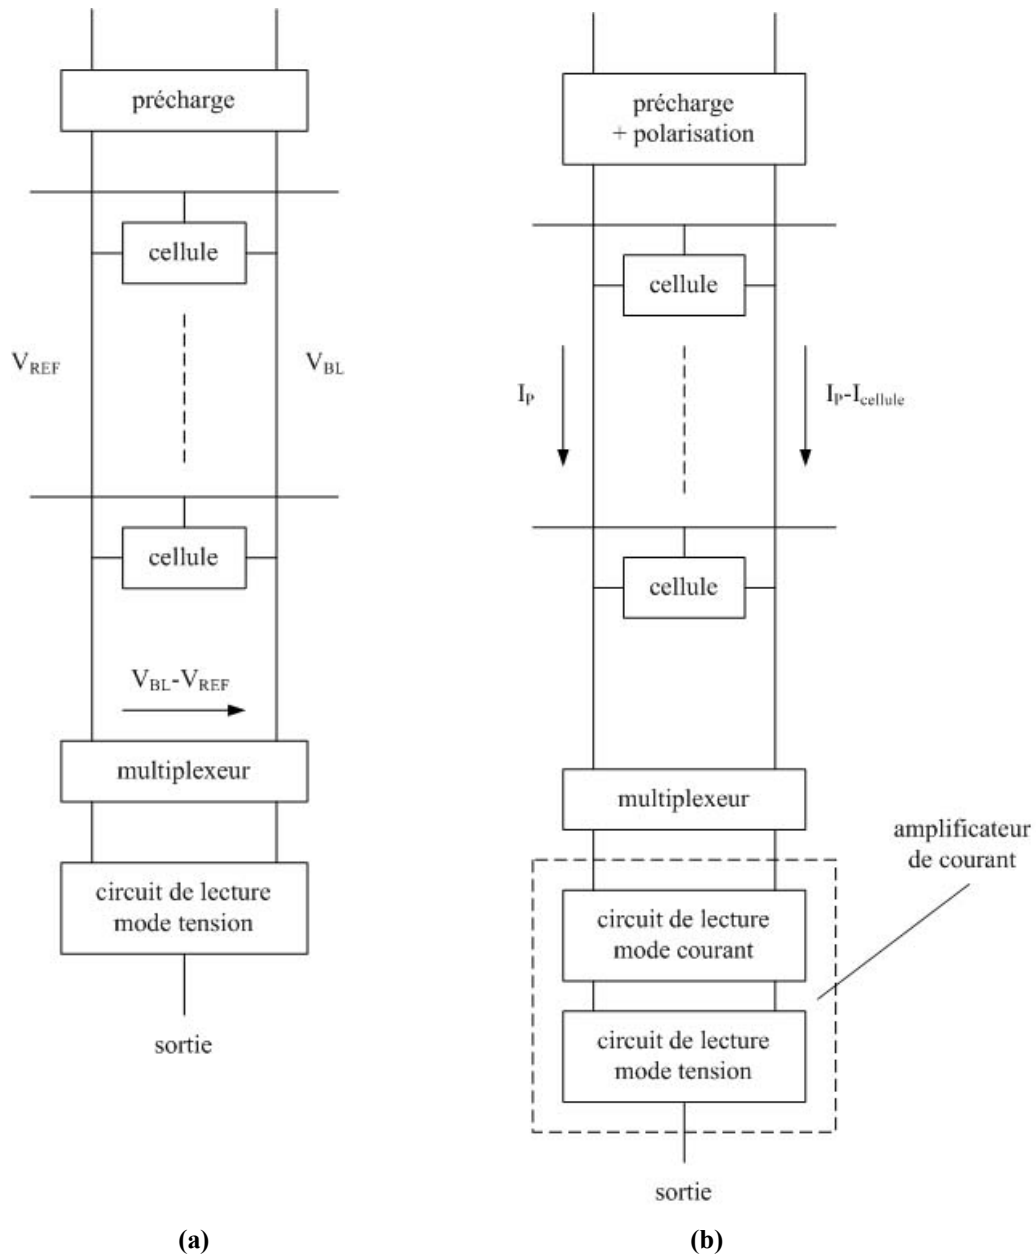 précharge
cellule
V_REF
V_BL
cellule
V_BL-V_REF
multiplexeur
circuit de lecture
mode tension
sortie
(a)
précharge
+ polarisation
cellule
I_P
I_P-I_cellule
cellule
multiplexeur
amplificateur
de courant
circuit de lecture
mode courant
circuit de lecture
mode tension
sortie
(b)